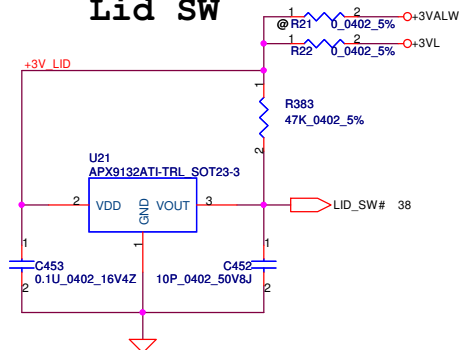 Lid SW
1 2
@ R21 0_0402_5% +3VALW
1 2
R22 0_0402_5% +3VL
+3V_LID
1
R383
47K_0402_5%
2
U21
APX9132ATI-TRL_SOT23-3
2 VDD GND VOUT 3
1
LID_SW# 38
1
C453
0.1U_0402_16V4Z
2
1
C452
10P_0402_50V8J
2